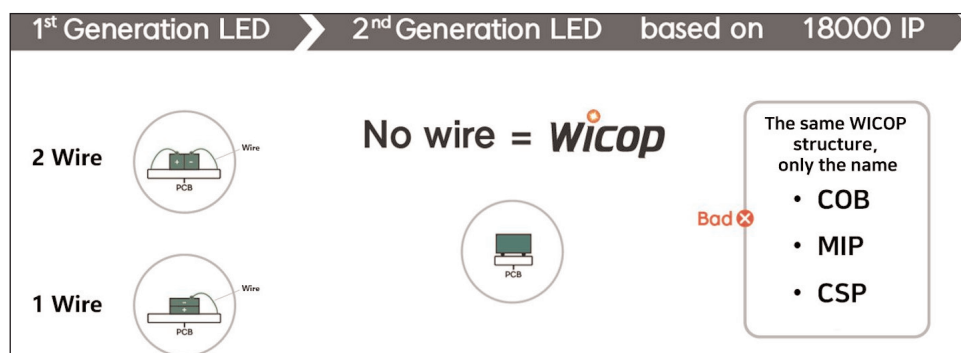 1st Generation LED
2nd Generation LED based on 18000 IP
2 Wire
+ -
Wire
PCB
1 Wire
-
+
Wire
PCB
No wire = Wicop
PCB
Bad
The same WICOP
structure,
only the name
• COB
• MIP
• CSP